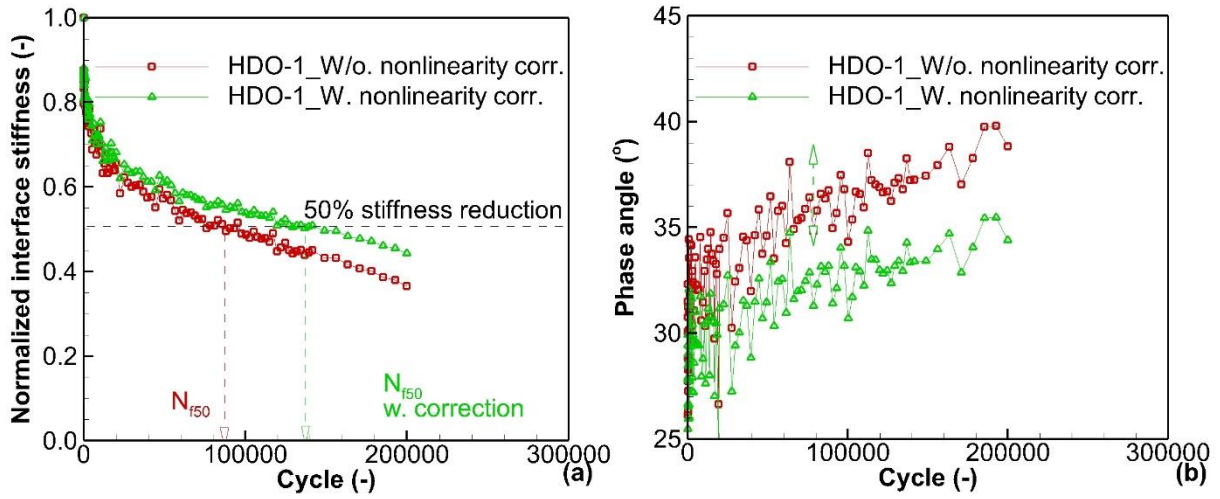 Normalized interface stiffness (-)
1.0
0.8
0.6
0.4
0.2
0.0
HDO-1_W/o. nonlinearity corr.
HDO-1_W. nonlinearity corr.
50% stiffness reduction
Nf50
Nf50
w. correction
0 100000 200000 300000
Cycle (-)
(a)
Phase angle (°)
45
40
35
30
25
HDO-1_W/o. nonlinearity corr.
HDO-1_W. nonlinearity corr.
0 100000 200000 300000
Cycle (-)
(b)